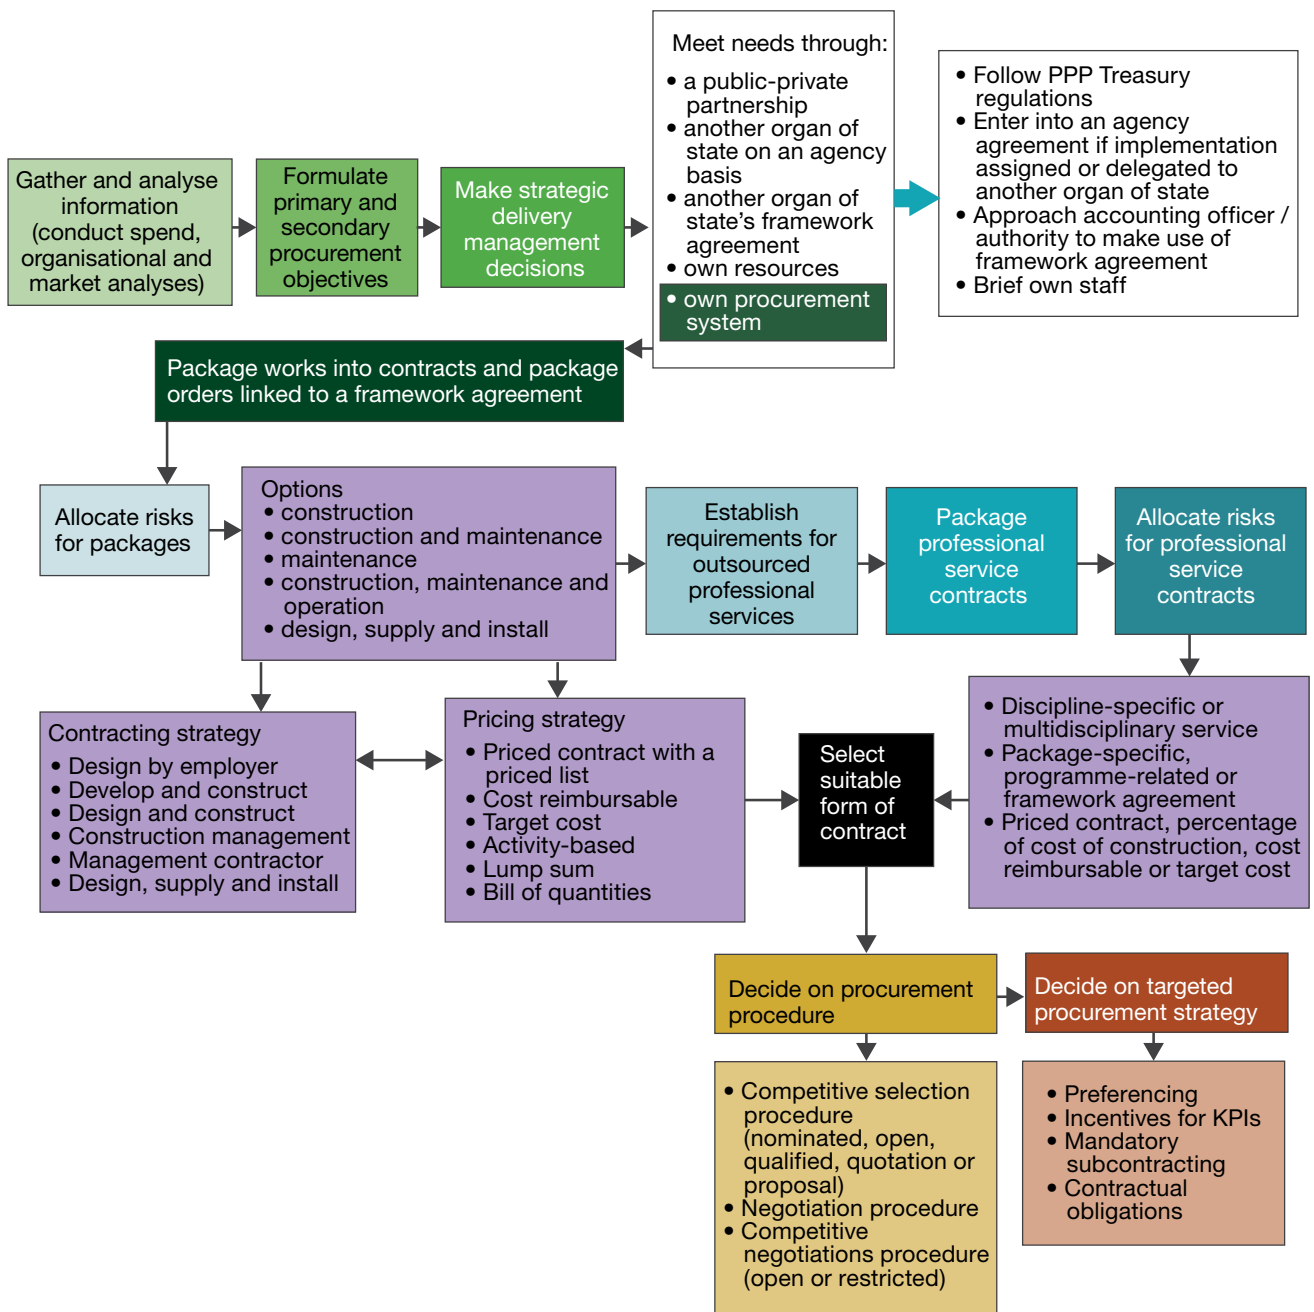 Gather and analyse
information
(conduct spend,
organisational and
market analyses)
Formulate
primary and
secondary
procurement
objectives
Make strategic
delivery
management
decisions
Meet needs through:
• a public-private
partnership
• another organ of
state on an agency
basis
• another organ of
state’s framework
agreement
• own resources
• own procurement
system
• Follow PPP Treasury
regulations
• Enter into an agency
agreement if implementation
assigned or delegated to
another organ of state
• Approach accounting officer /
authority to make use of
framework agreement
• Brief own staff
Package works into contracts and package
orders linked to a framework agreement
Allocate risks
for packages
Options
• construction
• construction and maintenance
• maintenance
• construction, maintenance and
operation
• design, supply and install
Establish
requirements for
outsourced
professional
services
Package
professional
service
contracts
Allocate risks
for professional
service
contracts
Contracting strategy
• Design by employer
• Develop and construct
• Design and construct
• Construction management
• Management contractor
• Design, supply and install
Pricing strategy
• Priced contract with a
priced list
• Cost reimbursable
• Target cost
• Activity-based
• Lump sum
• Bill of quantities
Select
suitable
form of
contract
• Discipline-specific or
multidisciplinary service
• Package-specific,
programme-related or
framework agreement
• Priced contract, percentage
of cost of construction, cost
reimbursable or target cost
Decide on procurement
procedure
Decide on targeted
procurement strategy
• Competitive selection
procedure
(nominated, open,
qualified, quotation or
proposal)
• Negotiation procedure
• Competitive
negotiations procedure
(open or restricted)
• Preferencing
• Incentives for KPIs
• Mandatory
subcontracting
• Contractual
obligations